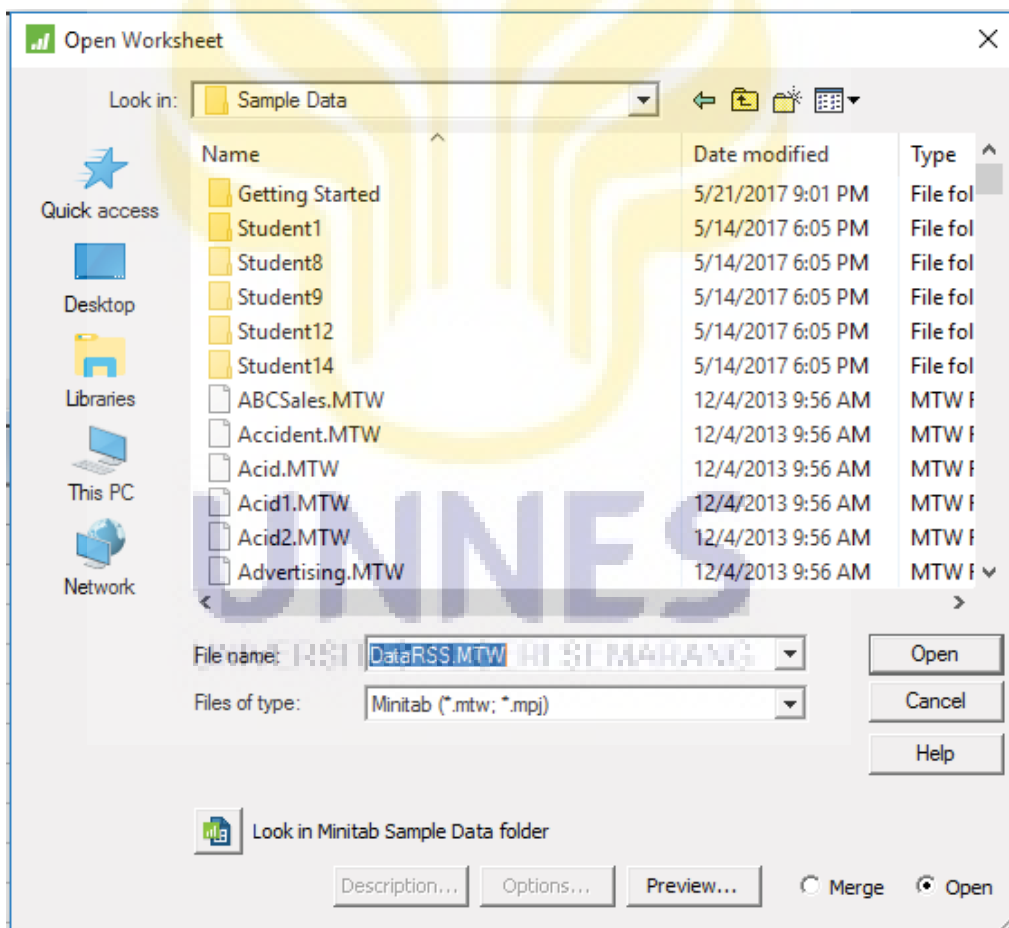 Open Worksheet
Look in: Sample Data
Name Date modified Type
Getting Started 5/21/2017 9:01 PM File fol
Student1 5/14/2017 6:05 PM File fol
Student8 5/14/2017 6:05 PM File fol
Student9 5/14/2017 6:05 PM File fol
Student12 5/14/2017 6:05 PM File fol
Student14 5/14/2017 6:05 PM File fol
ABCSales.MTW 12/4/2013 9:56 AM MTW F
Accident.MTW 12/4/2013 9:56 AM MTW F
Acid.MTW 12/4/2013 9:56 AM MTW F
Acid1.MTW 12/4/2013 9:56 AM MTW F
Acid2.MTW 12/4/2013 9:56 AM MTW F
Advertising.MTW 12/4/2013 9:56 AM MTW F
Quick access
Desktop
Libraries
This PC
Network
UNNES
File name: DataRSS.MTW Open
SEMARANG
Files of type: Minitab (*.mtw; *.mpj) Cancel
Help
Look in Minitab Sample Data folder
Description... Options... Preview... Merge Open